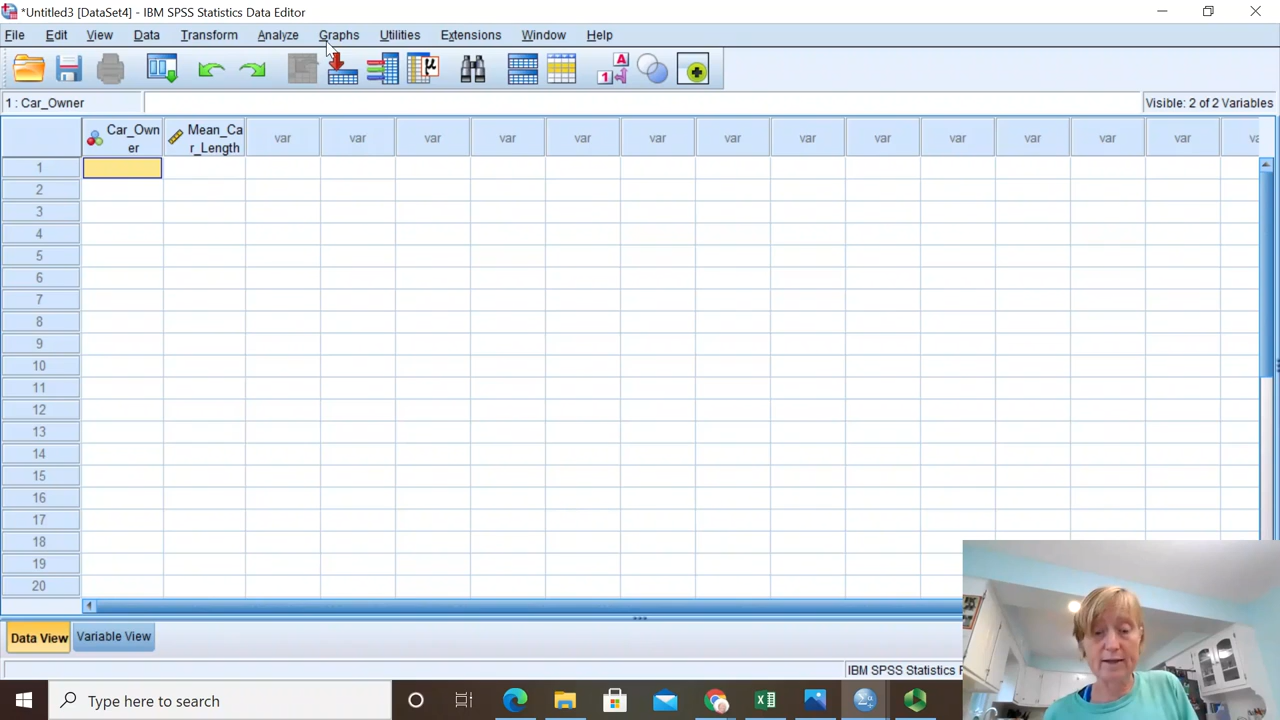 *Untitled3 [DataSet4] - IBM SPSS Statistics Data Editor
File Edit View Data Transform Analyze Graphs Utilities Extensions Window Help
1 : Car_Owner Visible: 2 of 2 Variables
Car_Own
er
Mean_Ca
r_Length
var var var var var var var var var var var var var
1
2
3
4
5
6
7
8
9
10
11
12
13
14
15
16
17
18
19
20
Data View Variable View
IBM SPSS Statistics
Type here to search